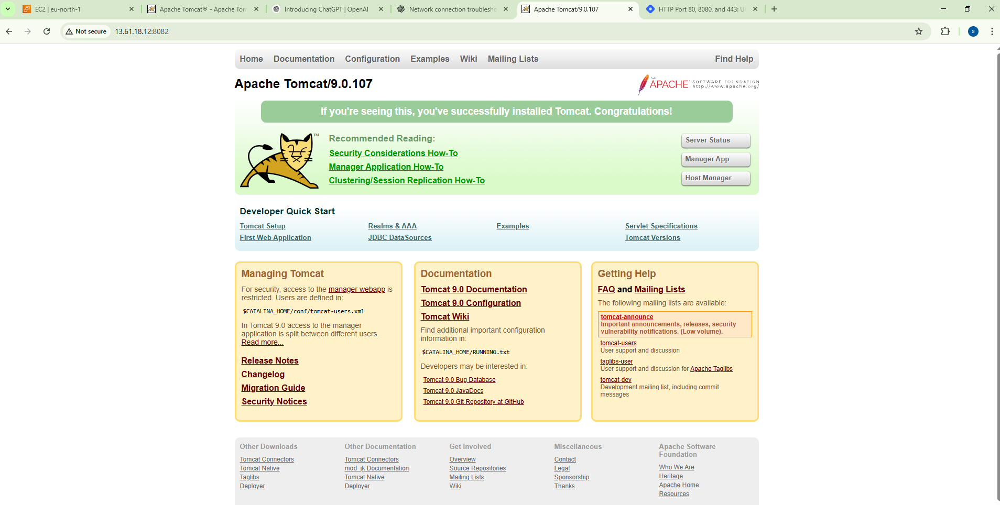 EC2 | eu-north-1
Apache Tomcat® - Apache Tom
Introducing ChatGPT | OpenAI
Network connection troublesho
Apache Tomcat/9.0.107
HTTP Port 80, 8080, and 443: U
Not secure
13.61.18.12:8082
S
Home Documentation Configuration Examples Wiki Mailing Lists Find Help
Apache Tomcat/9.0.107
THE
APACHE
SOFTWARE FOUNDATION
http://www.apache.org/
If you're seeing this, you've successfully installed Tomcat. Congratulations!
TM
Recommended Reading:
Security Considerations How-To
Manager Application How-To
Clustering/Session Replication How-To
Server Status
Manager App
Host Manager
Developer Quick Start
Tomcat Setup
First Web Application
Realms & AAA
JDBC DataSources
Examples
Servlet Specifications
Tomcat Versions
Managing Tomcat
For security, access to the manager webapp is
restricted. Users are defined in:
$CATALINA_HOME/conf/tomcat-users.xml
In Tomcat 9.0 access to the manager
application is split between different users.
Read more...
Release Notes
Changelog
Migration Guide
Security Notices
Documentation
Tomcat 9.0 Documentation
Tomcat 9.0 Configuration
Tomcat Wiki
Find additional important configuration
information in:
$CATALINA_HOME/RUNNING.txt
Developers may be interested in:
Tomcat 9.0 Bug Database
Tomcat 9.0 JavaDocs
Tomcat 9.0 Git Repository at GitHub
Getting Help
FAQ and Mailing Lists
The following mailing lists are available:
tomcat-announce
Important announcements, releases, security
vulnerability notifications. (Low volume).
tomcat-users
User support and discussion
taglibs-user
User support and discussion for Apache Taglibs
tomcat-dev
Development mailing list, including commit
messages
Other Downloads
Tomcat Connectors
Tomcat Native
Taglibs
Deployer
Other Documentation
Tomcat Connectors
mod_jk Documentation
Tomcat Native
Deployer
Get Involved
Overview
Source Repositories
Mailing Lists
Wiki
Miscellaneous
Contact
Legal
Sponsorship
Thanks
Apache Software
Foundation
Who We Are
Heritage
Apache Home
Resources